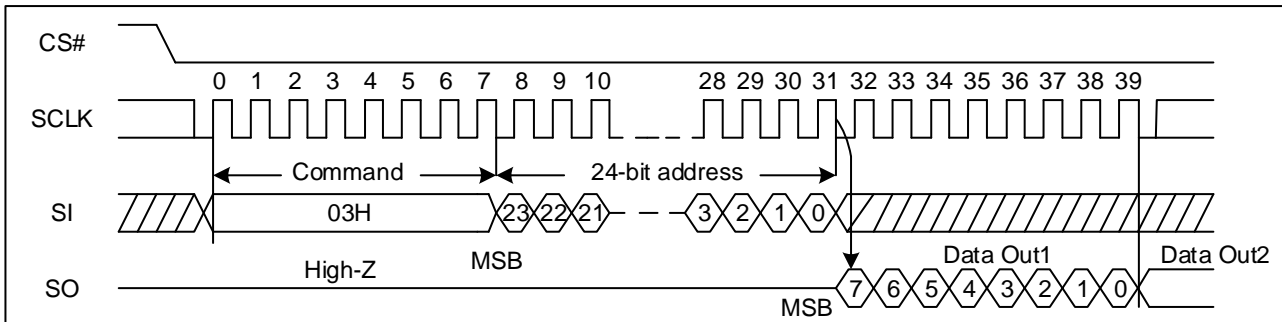 CS#
0 1 2 3 4 5 6 7 8 9 10 28 29 30 31 32 33 34 35 36 37 38 39
SCLK
Command 24-bit address
SI 03H 23 22 21 3 2 1 0
High-Z MSB Data Out1 Data Out2
SO MSB 7 6 5 4 3 2 1 0